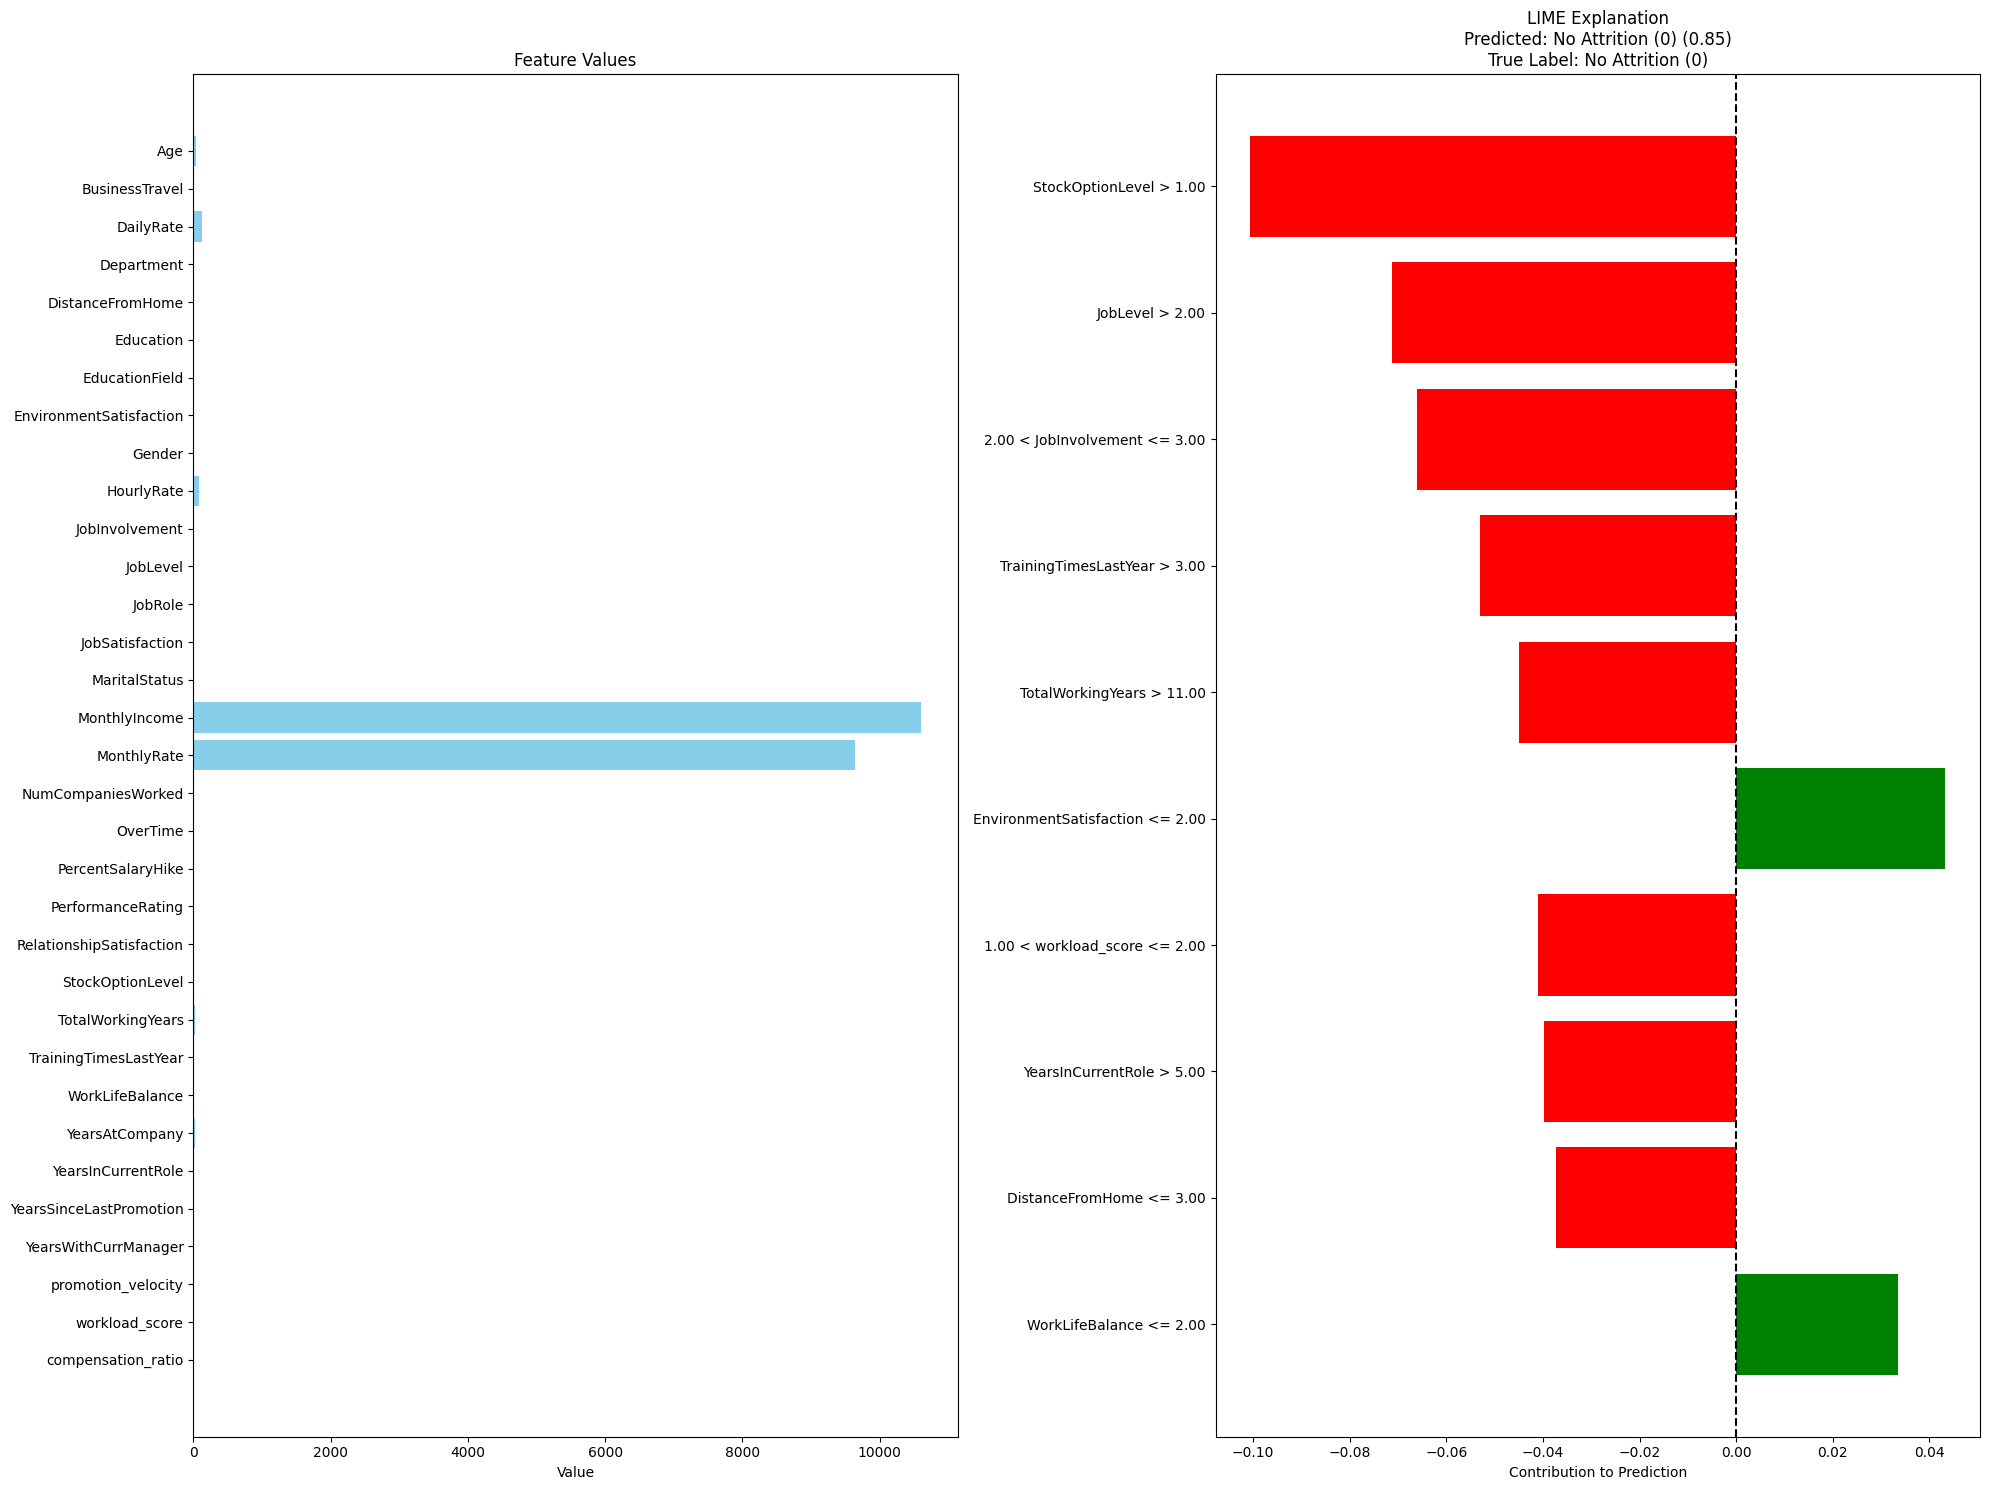 Feature Values
Age
BusinessTravel
DailyRate
Department
DistanceFromHome
Education
EducationField
EnvironmentSatisfaction
Gender
HourlyRate
JobInvolvement
JobLevel
JobRole
JobSatisfaction
MaritalStatus
MonthlyIncome
MonthlyRate
NumCompaniesWorked
OverTime
PercentSalaryHike
PerformanceRating
RelationshipSatisfaction
StockOptionLevel
TotalWorkingYears
TrainingTimesLastYear
WorkLifeBalance
YearsAtCompany
YearsInCurrentRole
YearsSinceLastPromotion
YearsWithCurrManager
promotion_velocity
workload_score
compensation_ratio
0 2000 4000 6000 8000 10000
Value
LIME Explanation
Predicted: No Attrition (0) (0.85)
True Label: No Attrition (0)
StockOptionLevel > 1.00
JobLevel > 2.00
2.00 < JobInvolvement <= 3.00
TrainingTimesLastYear > 3.00
TotalWorkingYears > 11.00
EnvironmentSatisfaction <= 2.00
1.00 < workload_score <= 2.00
YearsInCurrentRole > 5.00
DistanceFromHome <= 3.00
WorkLifeBalance <= 2.00
−0.10 −0.08 −0.06 −0.04 −0.02 0.00 0.02 0.04
Contribution to Prediction